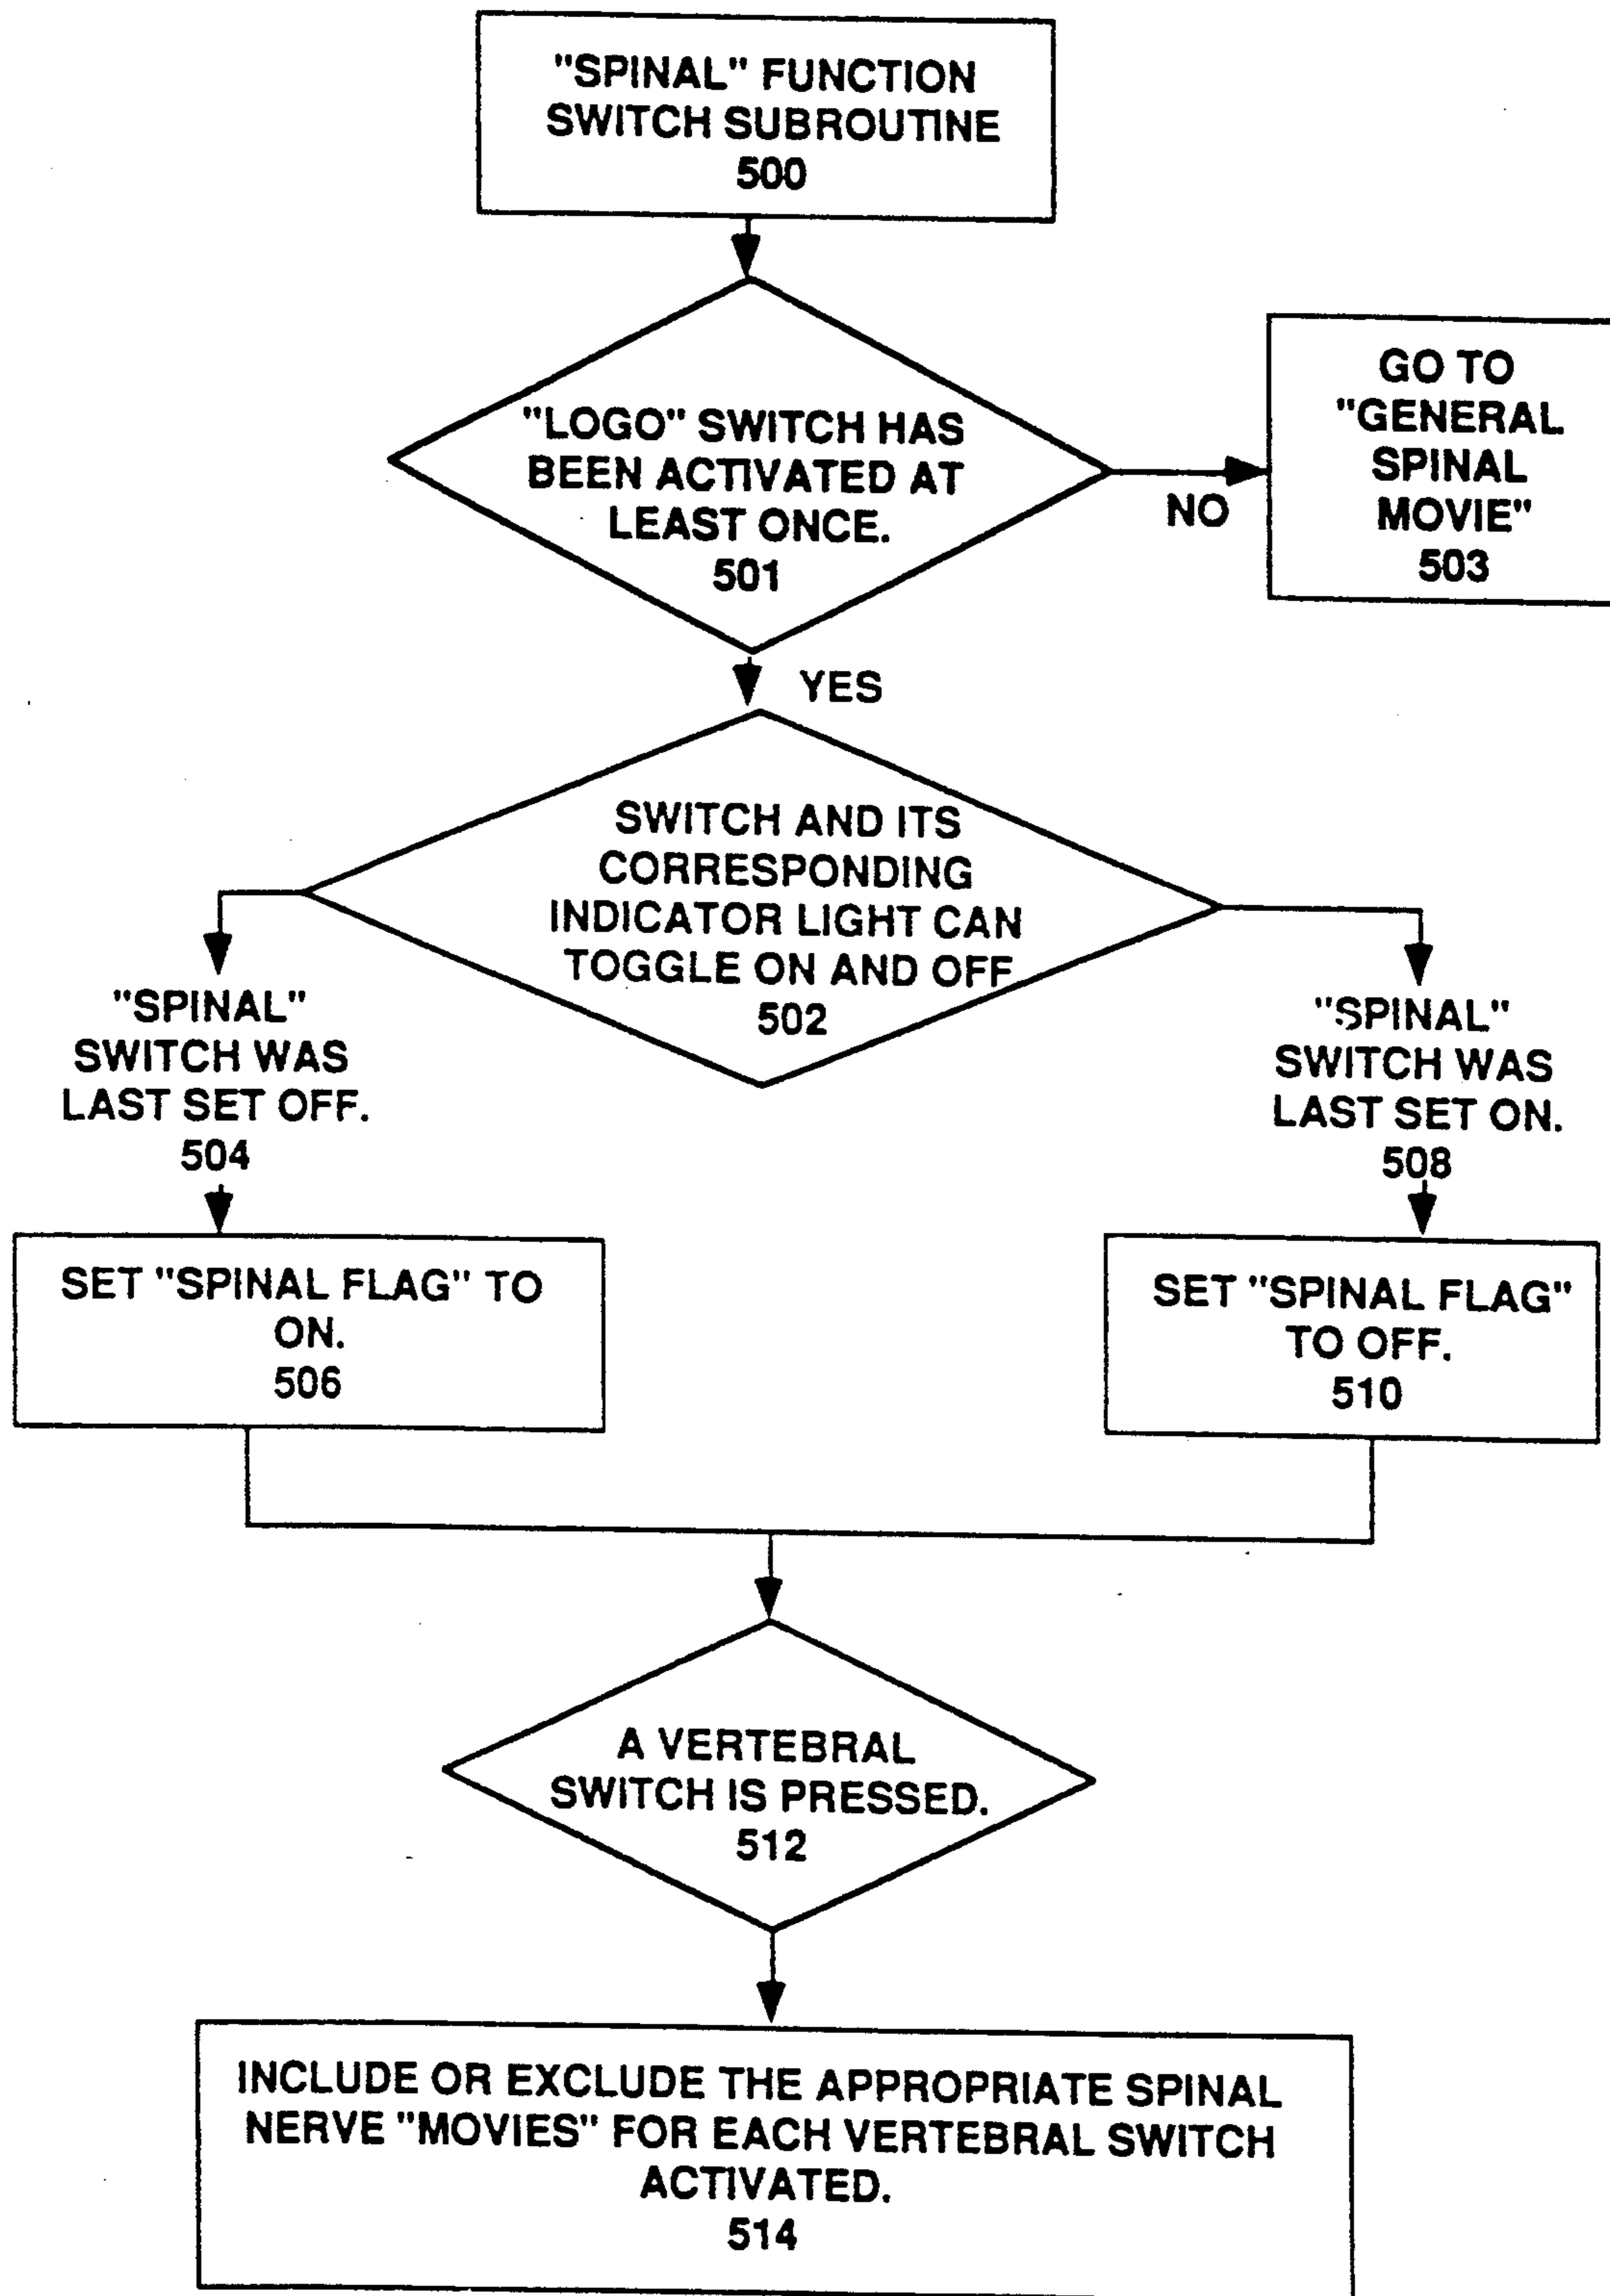 "SPINAL" FUNCTION
SWITCH SUBROUTINE
500
"LOGO" SWITCH HAS
BEEN ACTIVATED AT
LEAST ONCE.
501
NO
GO TO
"GENERAL
SPINAL
MOVIE"
503
YES
SWITCH AND ITS
CORRESPONDING
INDICATOR LIGHT CAN
TOGGLE ON AND OFF
502
"SPINAL"
SWITCH WAS
LAST SET OFF.
504
"SPINAL"
SWITCH WAS
LAST SET ON.
508
SET "SPINAL FLAG" TO
ON.
506
SET "SPINAL FLAG"
TO OFF.
510
A VERTEBRAL
SWITCH IS PRESSED.
512
INCLUDE OR EXCLUDE THE APPROPRIATE SPINAL
NERVE "MOVIES" FOR EACH VERTEBRAL SWITCH
ACTIVATED.
514